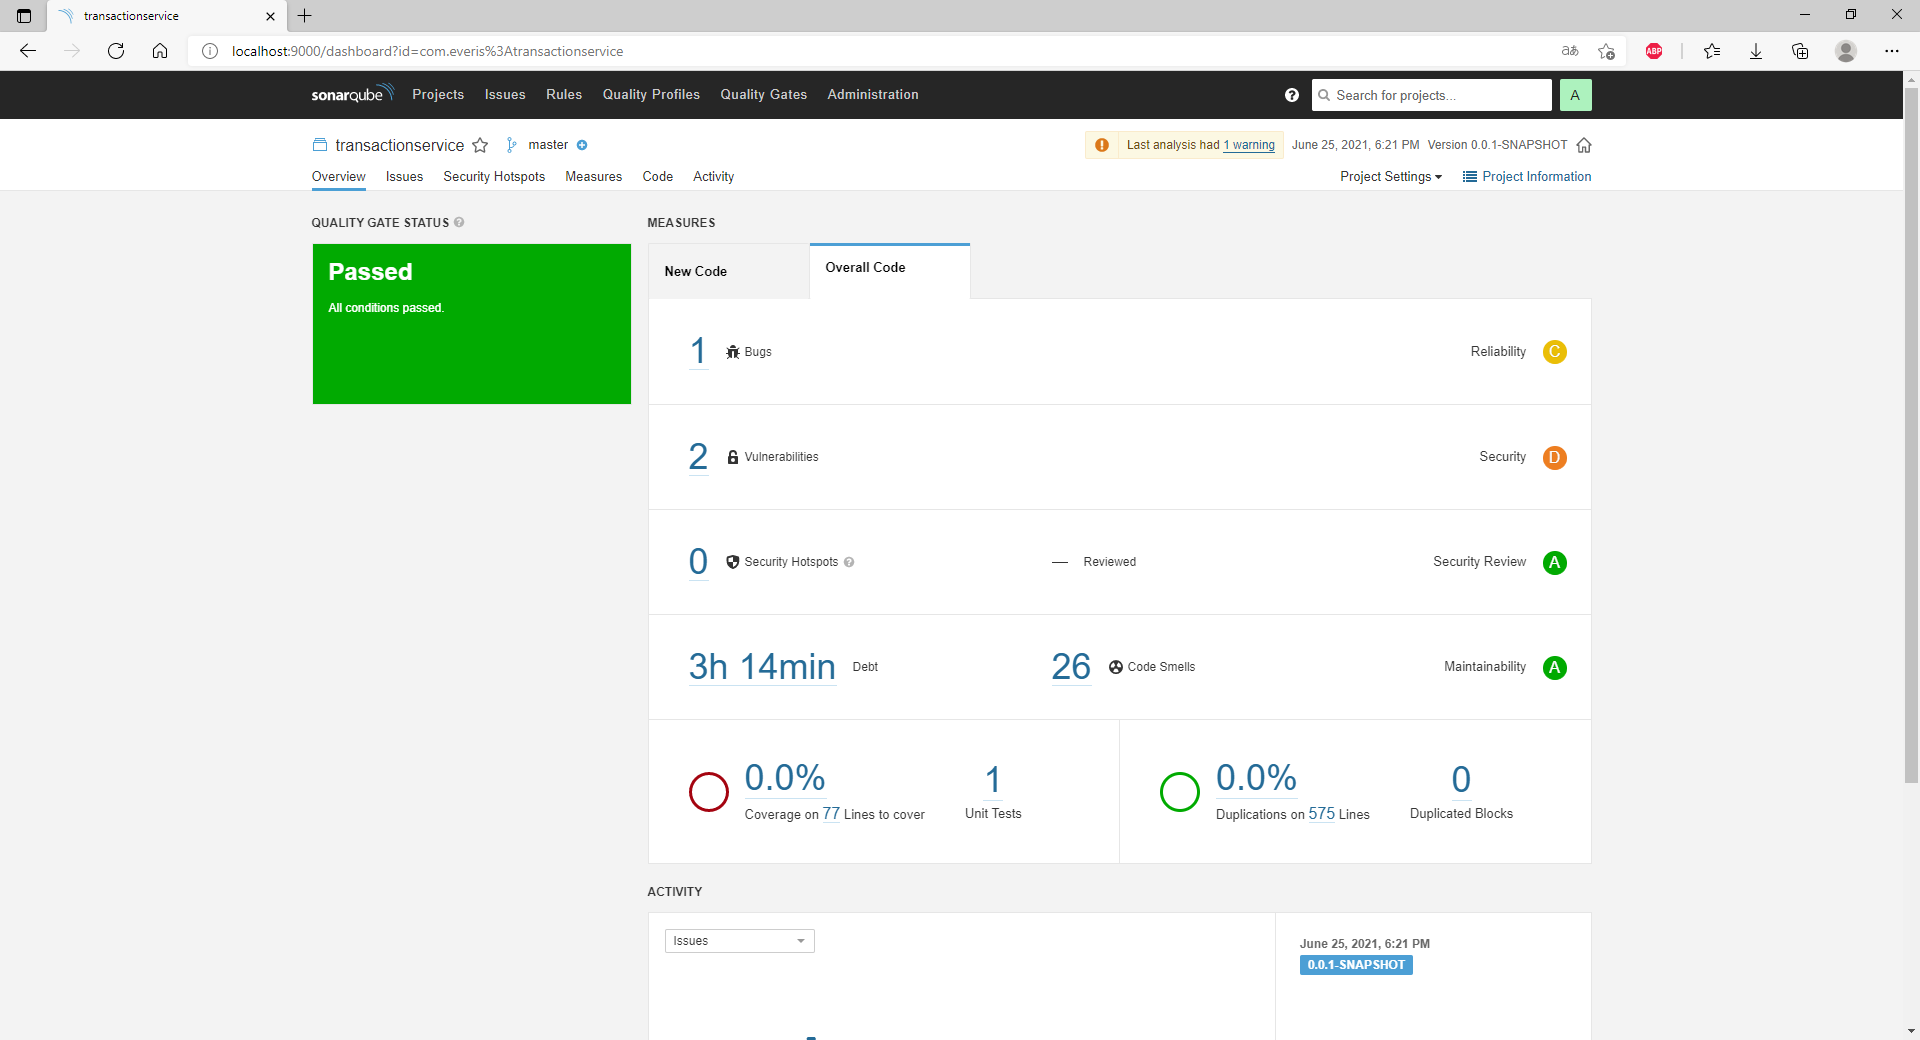 transactionservice
localhost:9000/dashboard?id=com.everis%3Atransactionservice
aあ
ABP
sonarqube Projects Issues Rules Quality Profiles Quality Gates Administration
Search for projects...
A
transactionservice master
Last analysis had 1 warning June 25, 2021, 6:21 PM Version 0.0.1-SNAPSHOT
Overview Issues Security Hotspots Measures Code Activity
Project Settings Project Information
QUALITY GATE STATUS
Passed
All conditions passed.
MEASURES
New Code Overall Code
1 Bugs Reliability C
2 Vulnerabilities Security D
0 Security Hotspots — Reviewed Security Review A
3h 14min Debt 26 Code Smells Maintainability A
0.0% 1
Coverage on 77 Lines to cover Unit Tests
0.0% 0
Duplications on 575 Lines Duplicated Blocks
ACTIVITY
Issues
June 25, 2021, 6:21 PM
0.0.1-SNAPSHOT